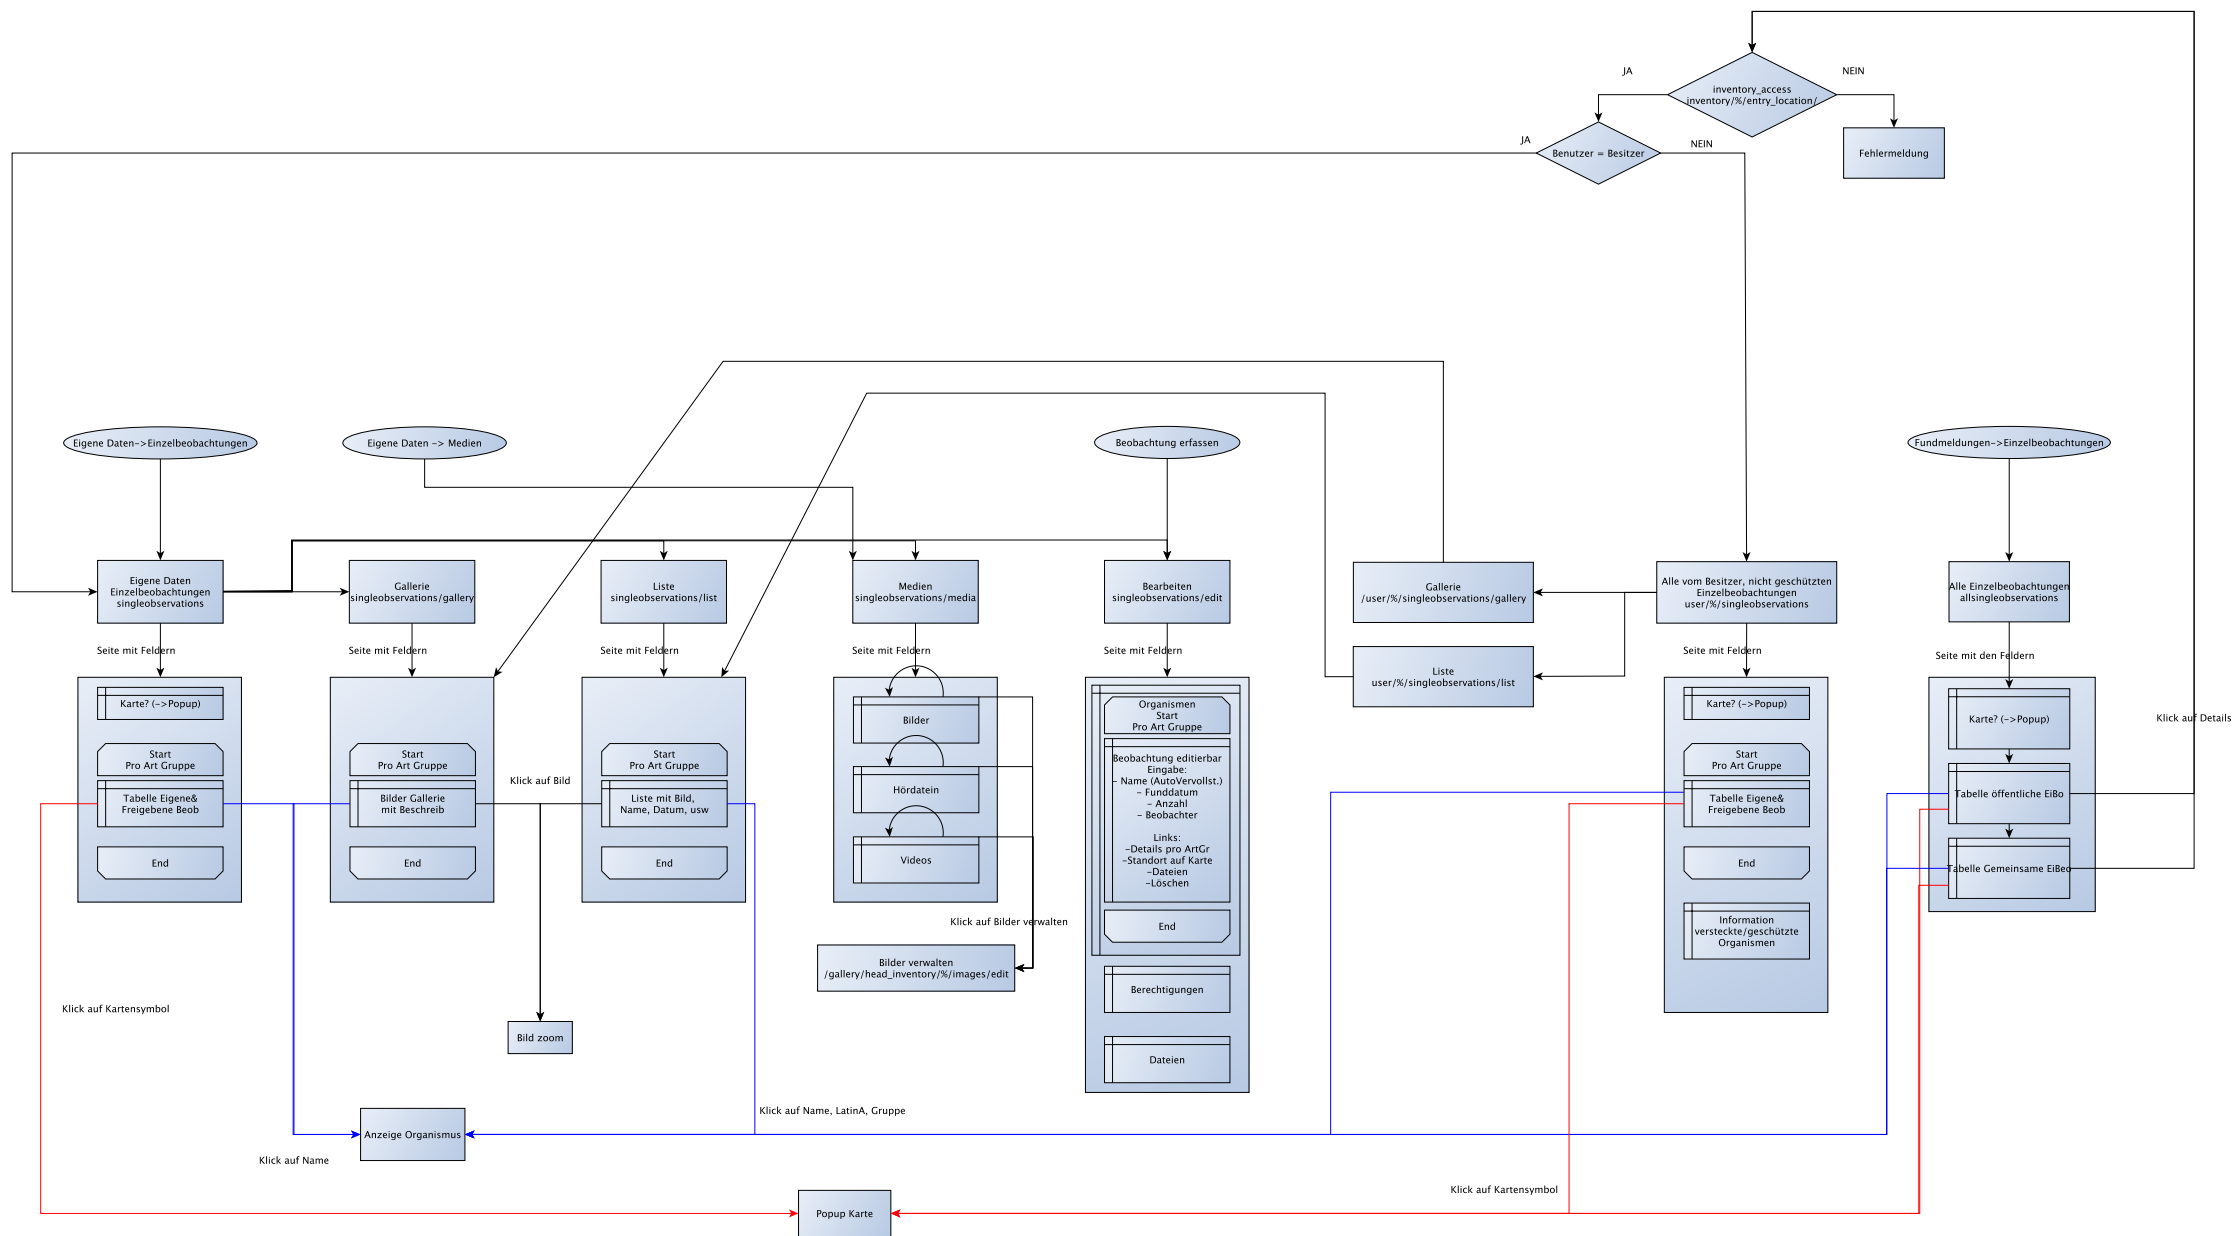 JA
NEIN
inventory_access
inventory/%/entry_location/
JA
NEIN
Benutzer = Besitzer
Fehlermeldung
Eigene Daten->Einzelbeobachtungen
Eigene Daten -> Medien
Beobachtung erfassen
Fundmeldungen->Einzelbeobachtungen
Eigene Daten
Einzelbeobachtungen
singleobservations
Gallerie
singleobservations/gallery
Liste
singleobservations/list
Medien
singleobservations/media
Bearbeiten
singleobservations/edit
Gallerie
/user/%/singleobservations/gallery
Alle vom Besitzer, nicht geschützten
Einzelbeobachtungen
user/%/singleobservations
Alle Einzelbeobachtungen
allsingleobservations
Liste
user/%/singleobservations/list
Seite mit Feldern
Seite mit Feldern
Seite mit Feldern
Seite mit Feldern
Seite mit Feldern
Seite mit Feldern
Seite mit den Feldern
Karte? (->Popup)
Start
Pro Art Gruppe
Tabelle Eigene&
Freigebene Beob
End
Start
Pro Art Gruppe
Bilder Gallerie
mit Beschreib
End
Klick auf Bild
Start
Pro Art Gruppe
Liste mit Bild,
Name, Datum, usw
End
Bilder
Hördatein
Videos
Klick auf Bilder verwalten
Bilder verwalten
/gallery/head_inventory/%/images/edit
Organismen
Start
Pro Art Gruppe
Beobachtung editierbar
Eingabe:
- Name (AutoVervollst.)
- Funddatum
- Anzahl
- Beobachter
Links:
-Details pro ArtGr
-Standort auf Karte
-Dateien
-Löschen
End
Berechtigungen
Dateien
Karte? (->Popup)
Start
Pro Art Gruppe
Tabelle Eigene&
Freigebene Beob
End
Information
versteckte/geschützte
Organismen
Karte? (->Popup)
Tabelle öffentliche EiBo
Tabelle Gemeinsame EiBeo
Klick auf Details
Klick auf Kartensymbol
Bild zoom
Klick auf Name, LatinA, Gruppe
Anzeige Organismus
Klick auf Name
Klick auf Kartensymbol
Popup Karte